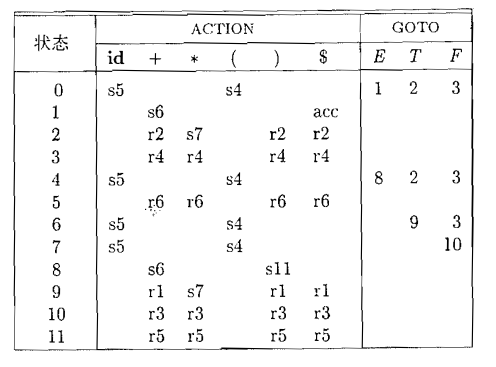 状态 ACTION GOTO
id + * ( ) $ E T F
0 s5 s4 1 2 3
1 s6 acc
2 r2 s7 r2 r2
3 r4 r4 r4 r4
4 s5 s4 8 2 3
5 r6 r6 r6 r6
6 s5 s4 9 3
7 s5 s4 10
8 s6 s11
9 r1 s7 r1 r1
10 r3 r3 r3 r3
11 r5 r5 r5 r5